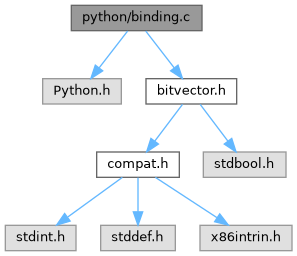 python/binding.c
Python.h
bitvector.h
compat.h
stdbool.h
stdint.h
stddef.h
x86intrin.h